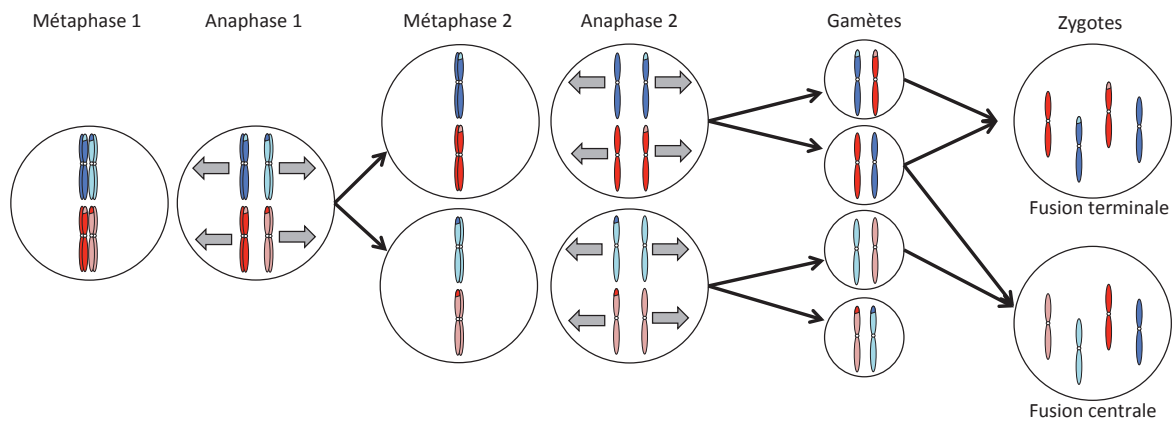 Métaphase 1
Anaphase 1
Métaphase 2
Anaphase 2
Gamètes
Zygotes
Fusion terminale
Fusion centrale